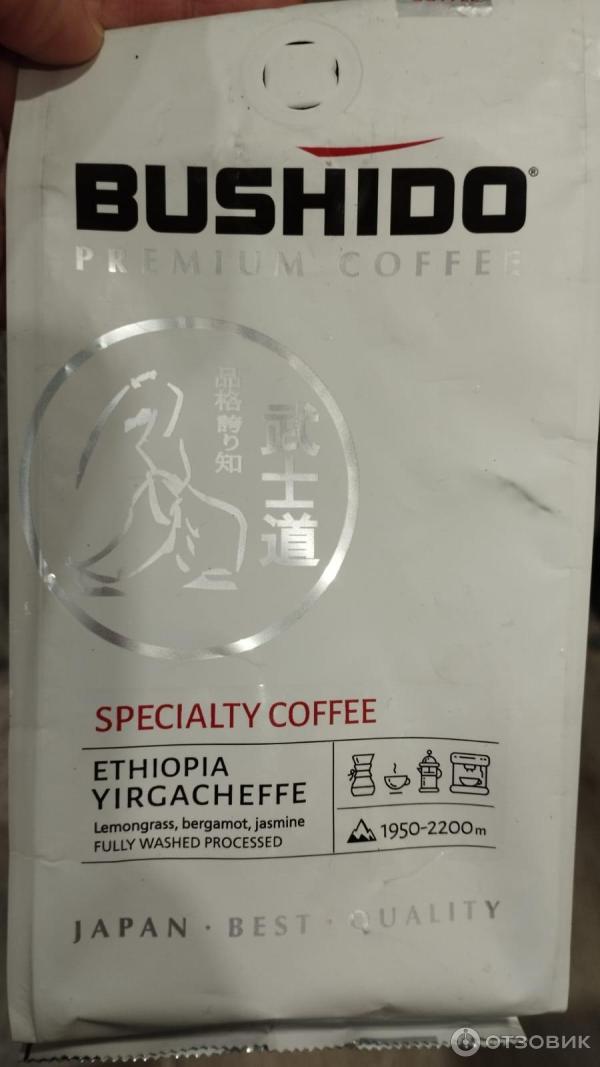 BUSHIDO®
PREMIUM COFFEE
品格誇り知
武士道
SPECIALTY COFFEE
ETHIOPIA
YIRGACHEFFE
Lemongrass, bergamot, jasmine
FULLY WASHED PROCESSED
1950-2200m
JAPAN · BEST · QUALITY
ОТЗОВИК